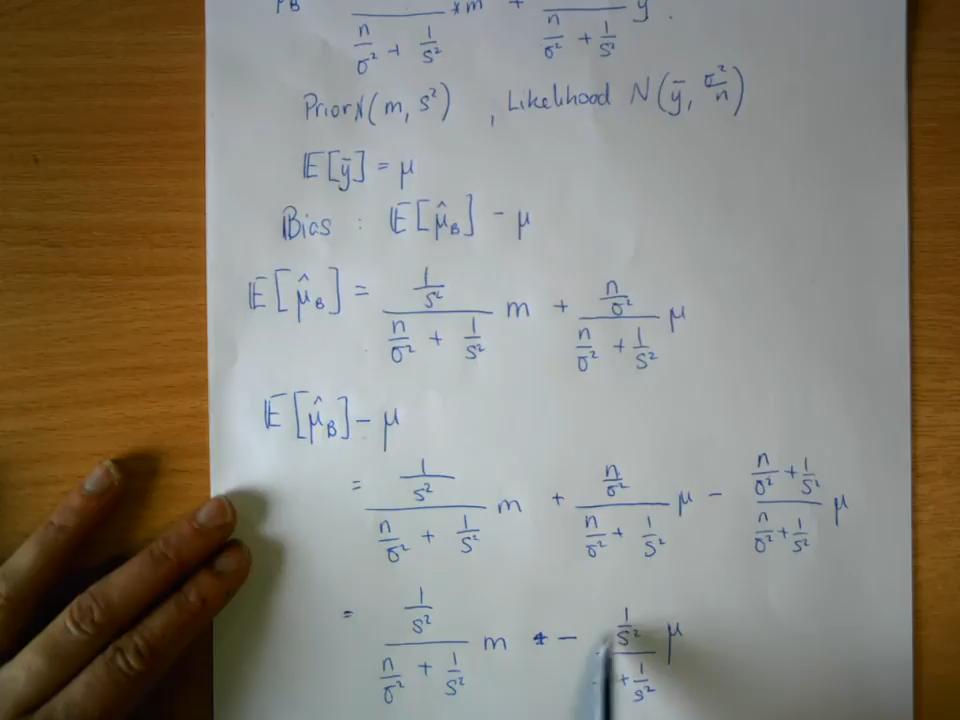 n/σ² + 1/s² *m + n/σ² + 1/s² y.
Prior N(m, s²) , Likelihood N(ȳ, σ²/n)
𝔼[ȳ] = μ
Bias : 𝔼[μ̂_B] - μ
𝔼[μ̂_B] = (1/s²)/(n/σ² + 1/s²) m + (n/σ²)/(n/σ² + 1/s²) μ
𝔼[μ̂_B] - μ
= (1/s²)/(n/σ² + 1/s²) m + (n/σ²)/(n/σ² + 1/s²) μ - (n/σ² + 1/s²)/(n/σ² + 1/s²) μ
= (1/s²)/(n/σ² + 1/s²) m - (1/s²)/( + 1/s²) μ